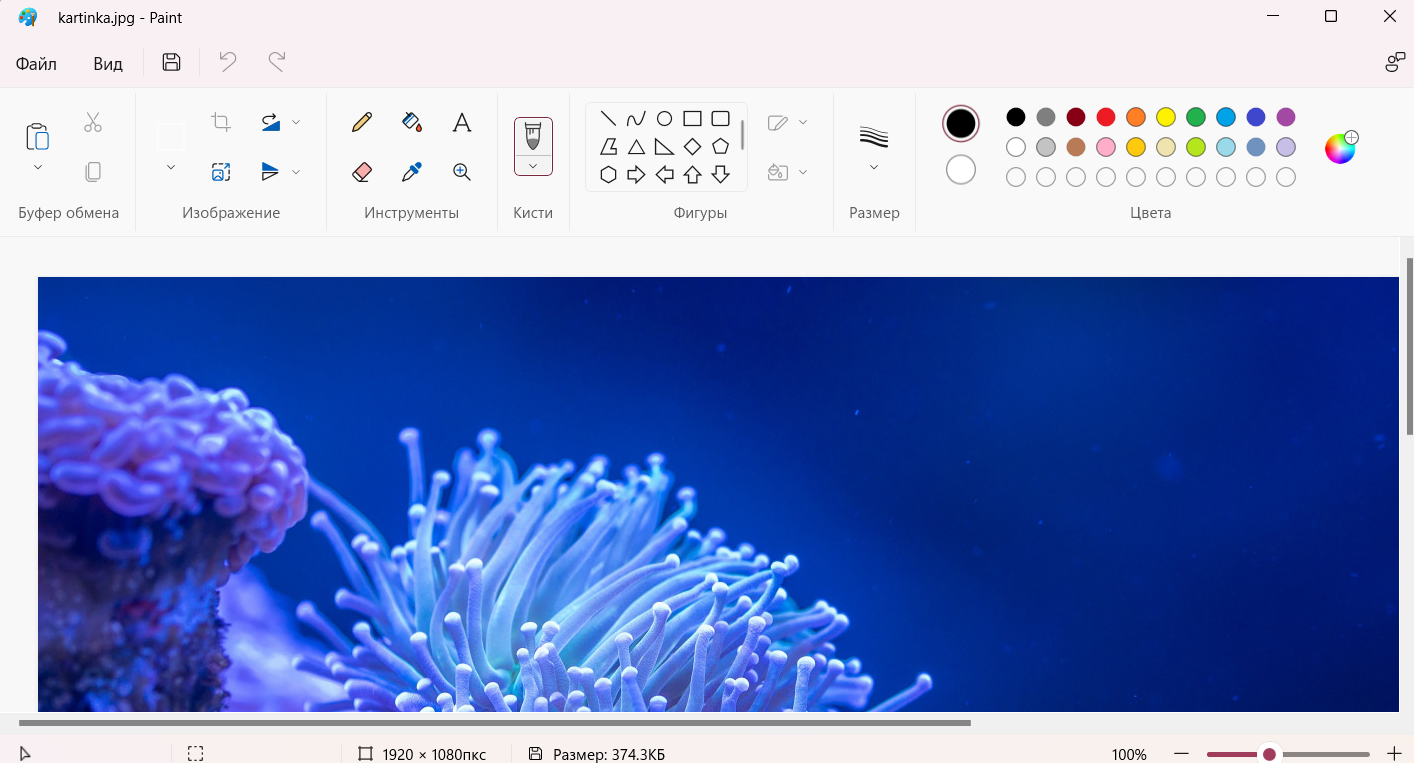 kartinka.jpg - Paint
Файл Вид
Буфер обмена Изображение Инструменты Кисти Фигуры Размер Цвета
1920 × 1080пкс Размер: 374.3КБ 100%